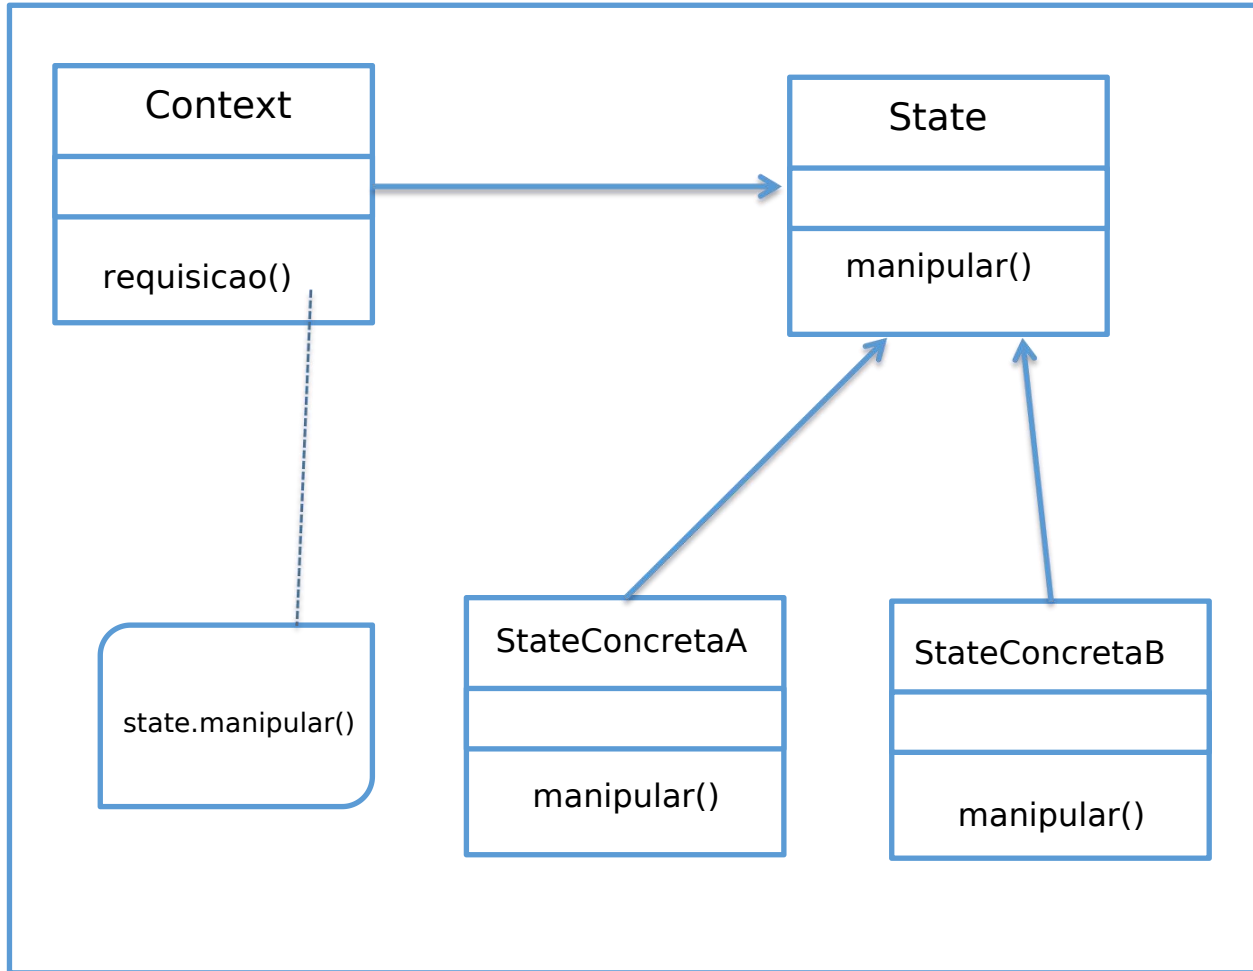 Context
requisicao()
State
manipular()
state.manipular()
StateConcretaA
manipular()
StateConcretaB
manipular()